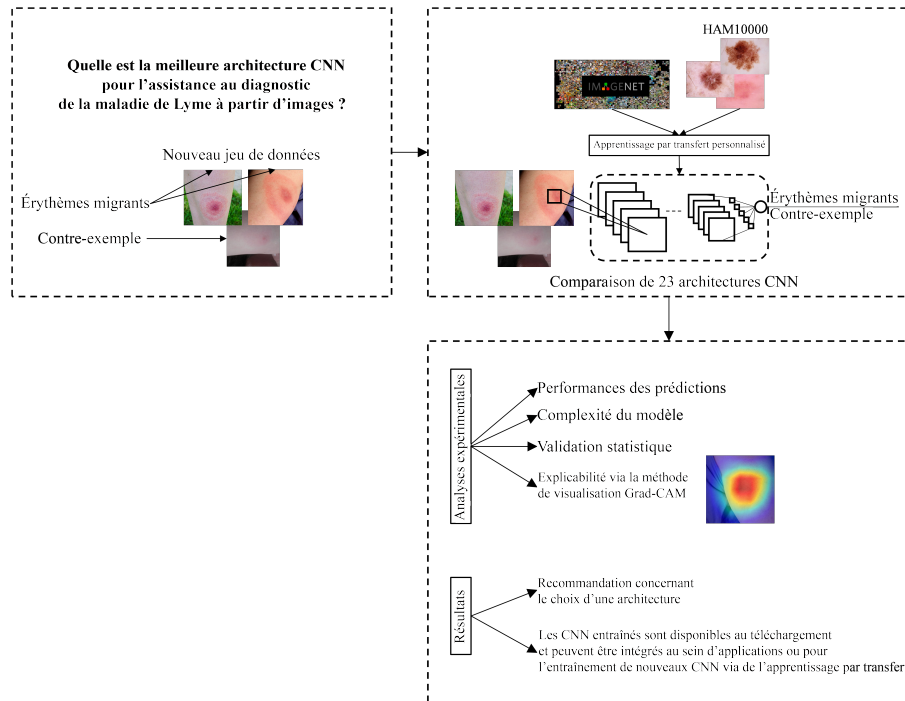 Quelle est la meilleure architecture CNN
pour l'assistance au diagnostic
de la maladie de Lyme à partir d'images ?
Nouveau jeu de données
Érythèmes migrants
Contre-exemple
HAM10000
IMAGENET
Apprentissage par transfert personnalisé
Érythèmes migrants
Contre-exemple
Comparaison de 23 architectures CNN
Analyses expérimentales
Performances des prédictions
Complexité du modèle
Validation statistique
Explicabilité via la méthode
de visualisation Grad-CAM
Résultats
Recommandation concernant
le choix d'une architecture
Les CNN entraînés sont disponibles au téléchargement
et peuvent être intégrés au sein d'applications ou pour
l'entraînement de nouveaux CNN via de l'apprentissage par transfer